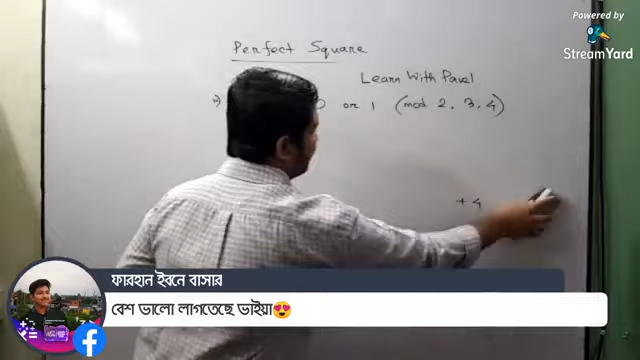 Powered by
StreamYard
Perfect Square
Learn With Pavel
or 1 (mod 2, 3, 4)
+ 4
ফারহান ইবনে বাসার
বেশ ভালো লাগতেছে ভাইয়া😍